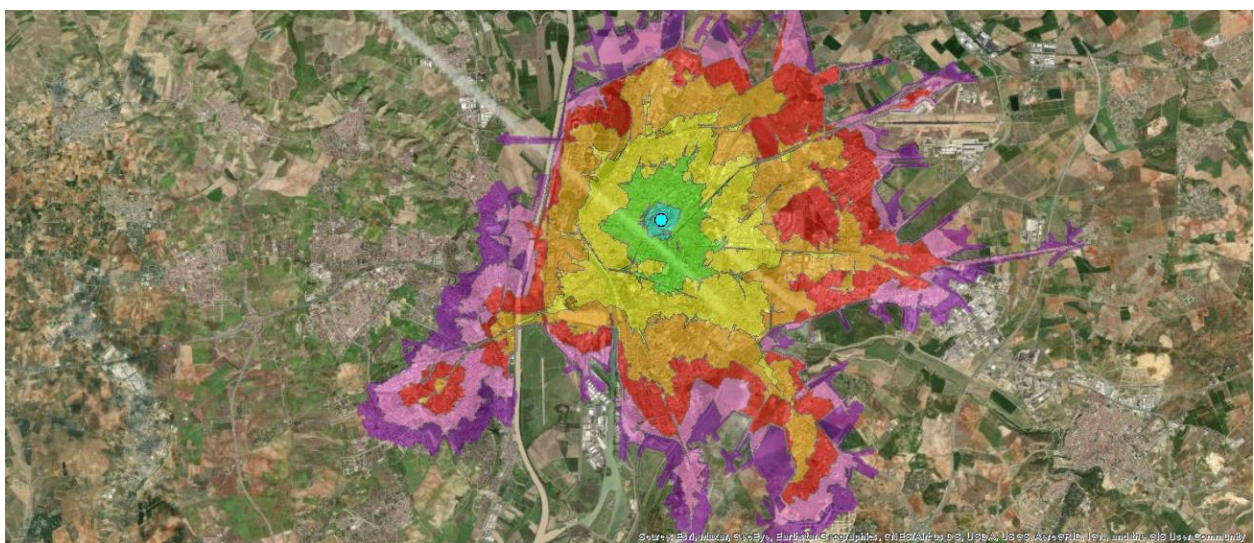 Source: Esri, Maxar, GeoEye, Earthstar Geographics, CNES/Airbus DS, USDA, USGS, AeroGRID, IGN, and the GIS User Community